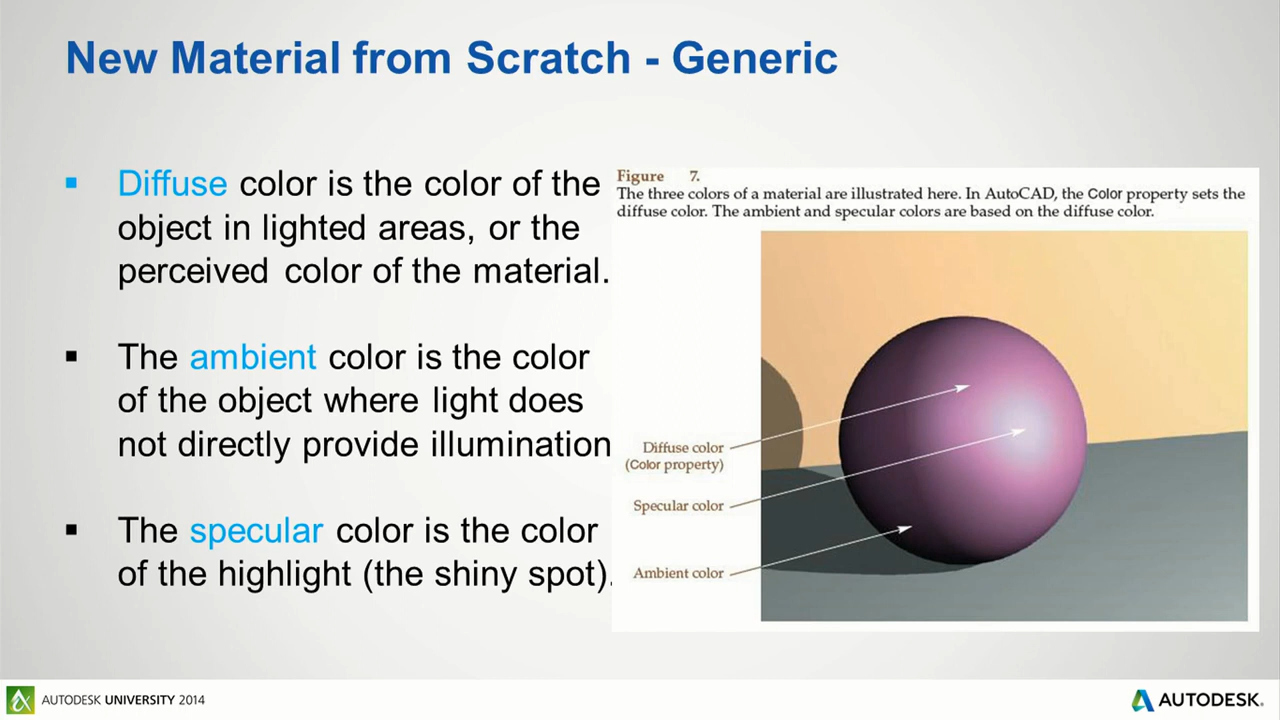 New Material from Scratch - Generic
▪ Diffuse color is the color of the
object in lighted areas, or the
perceived color of the material.
▪ The ambient color is the color
of the object where light does
not directly provide illumination
▪ The specular color is the color
of the highlight (the shiny spot).
Figure 7.
The three colors of a material are illustrated here. In AutoCAD, the Color property sets the
diffuse color. The ambient and specular colors are based on the diffuse color.
Diffuse color
(Color property)
Specular color
Ambient color
AUTODESK UNIVERSITY 2014
AUTODESK.